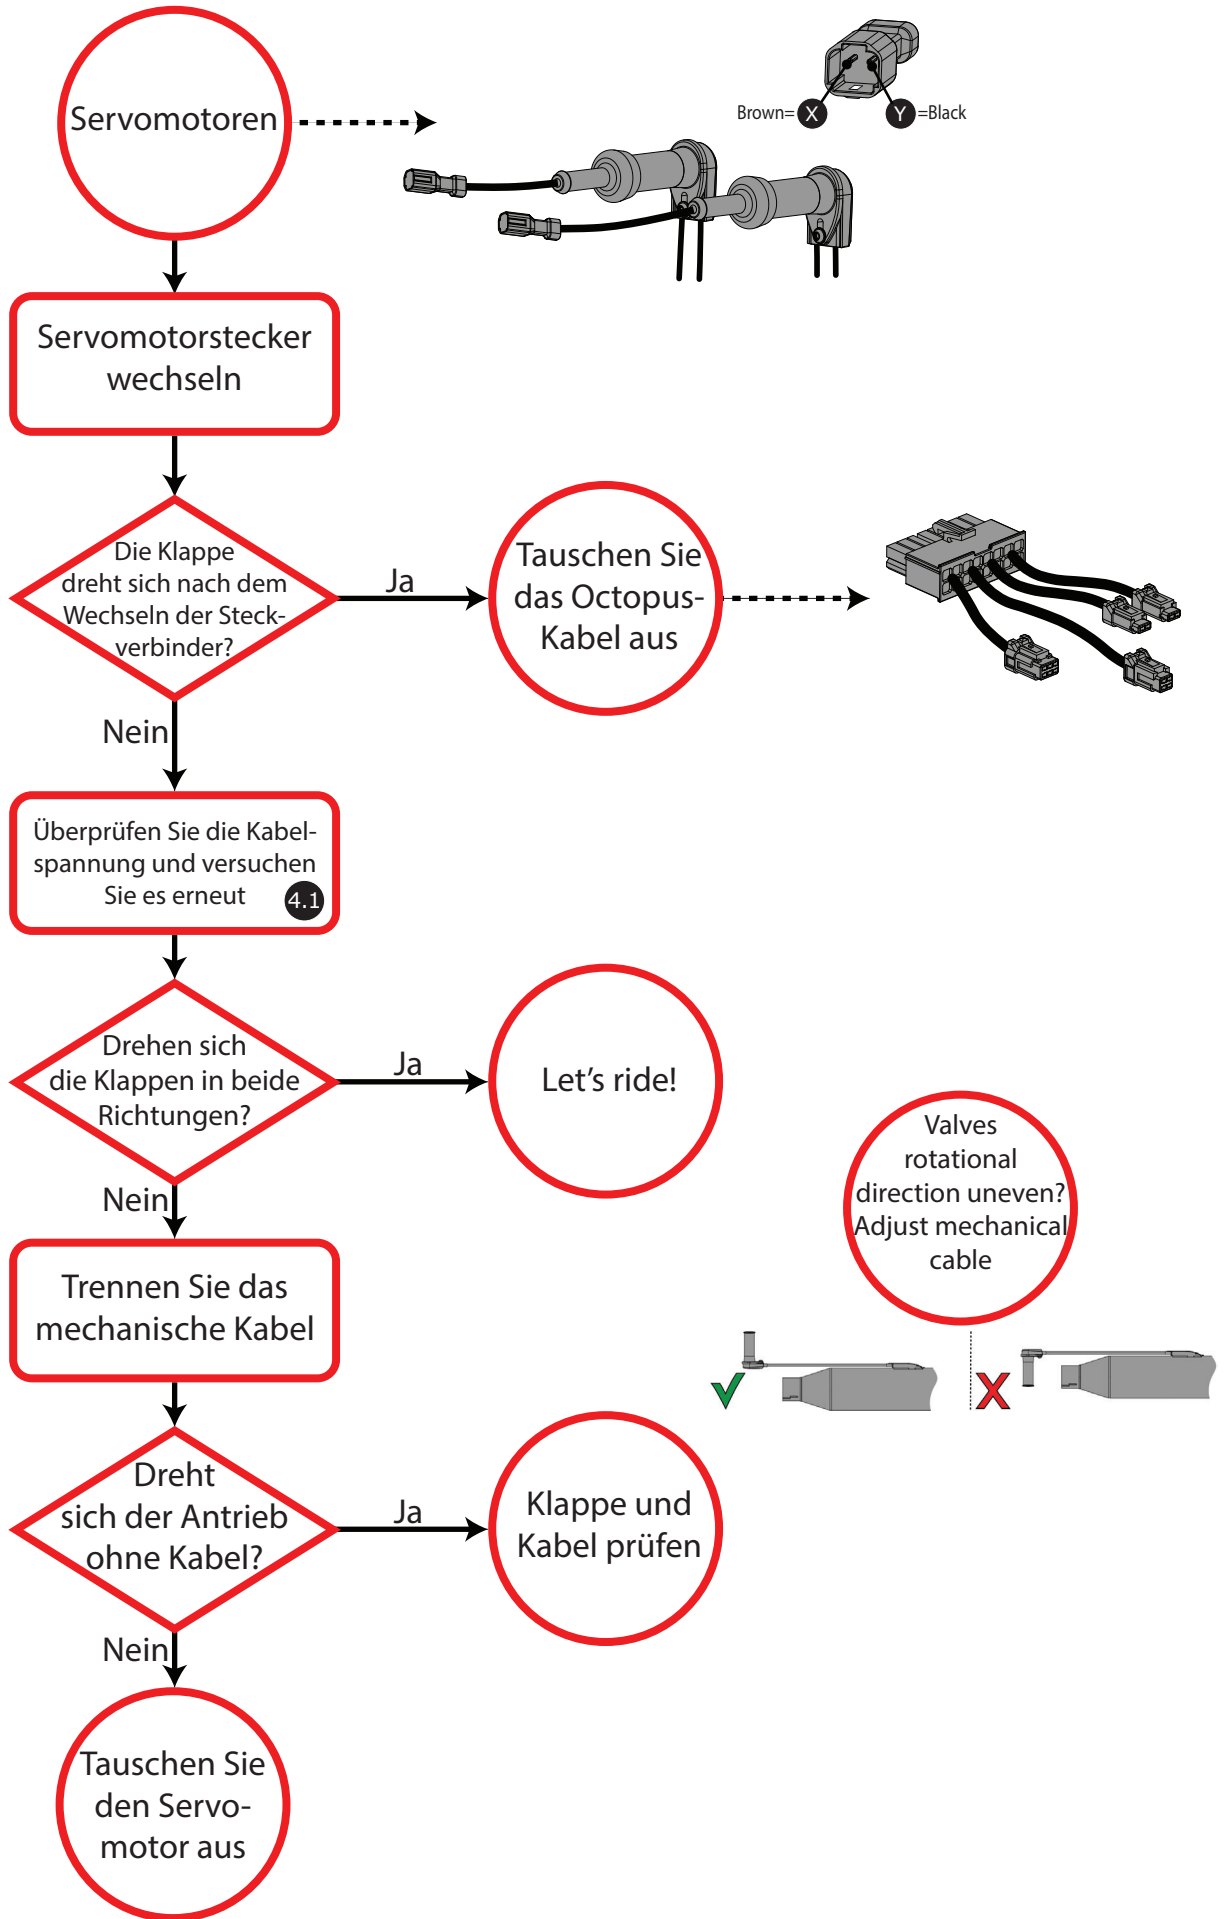 Servomotoren
Brown= X
Y =Black
Servomotorstecker
wechseln
Die Klappe
dreht sich nach dem
Wechseln der Steck-
verbinder?
Ja
Tauschen Sie
das Octopus-
Kabel aus
Nein
Überprüfen Sie die Kabel-
spannung und versuchen
Sie es erneut
4.1
Drehen sich
die Klappen in beide
Richtungen?
Ja
Let's ride!
Valves
rotational
direction uneven?
Adjust mechanical
cable
Nein
Trennen Sie das
mechanische Kabel
Dreht
sich der Antrieb
ohne Kabel?
Ja
Klappe und
Kabel prüfen
Nein
Tauschen Sie
den Servo-
motor aus